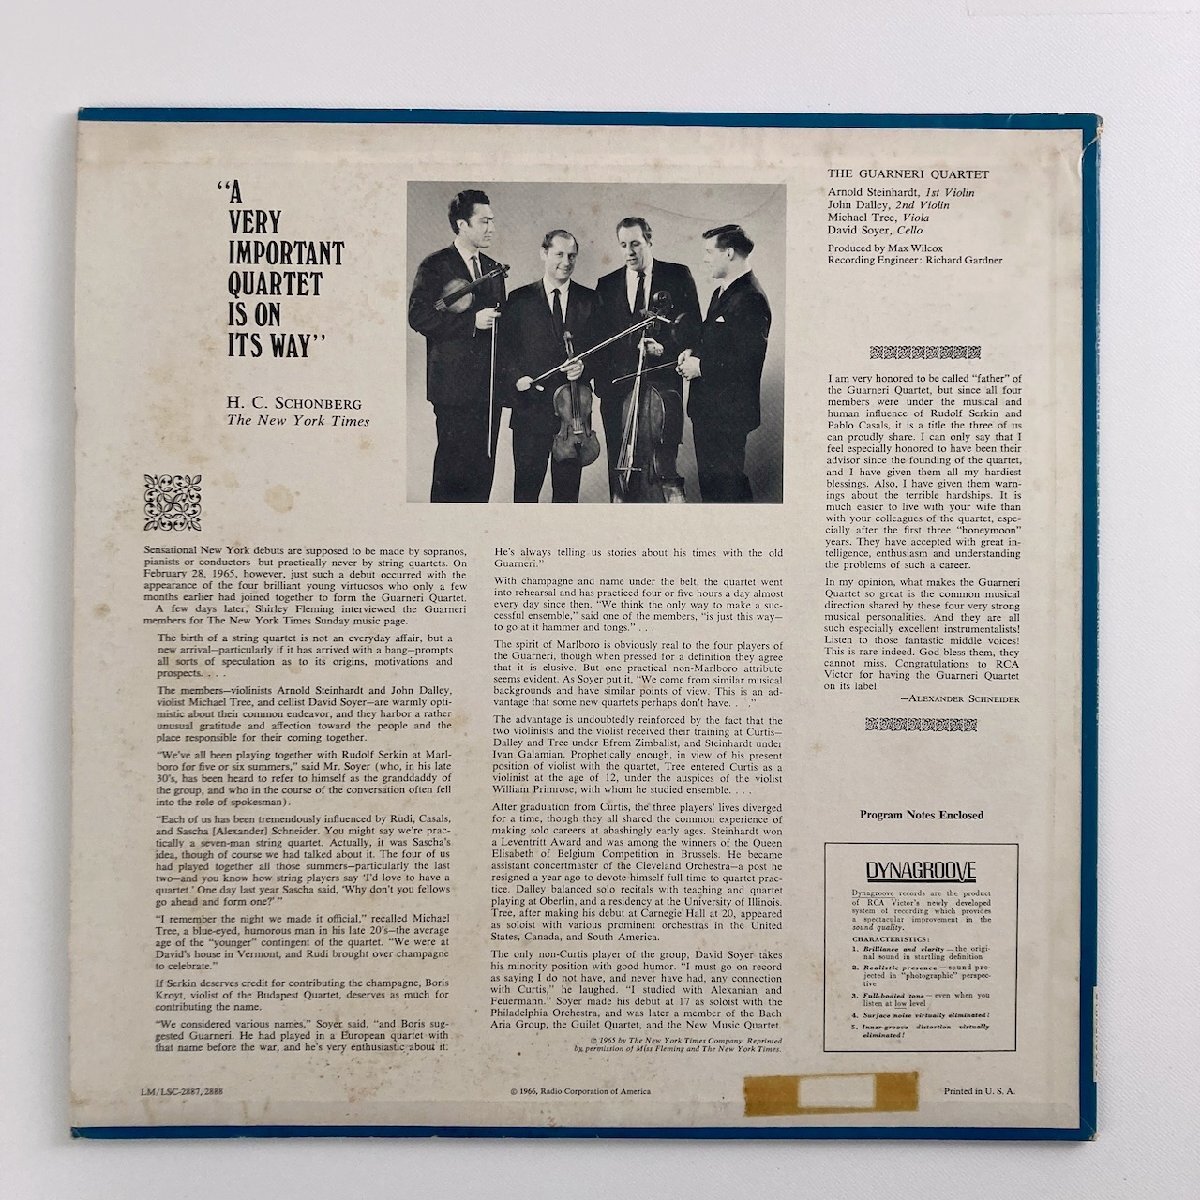 “A
VERY
IMPORTANT
QUARTET
IS ON
ITS WAY”
H. C. SCHONBERG
The New York Times
Sensational New York debuts are supposed to be made by sopranos,
pianists or conductors but practically never by string quartets. On
February 28, 1965, however, just such a debut occurred with the
appearance of the four brilliant young virtuosos who only a few
months earlier had joined together to form the Guarneri Quartet.
A few days later, Shirley Fleming interviewed the Guarneri
members for The New York Times Sunday music page.
The birth of a string quartet is not an everyday affair, but a
new arrival—particularly if it has arrived with a bang—prompts
all sorts of speculation as to its origins, motivations and
prospects. . . .
The members—violinists Arnold Steinhardt and John Dalley,
violist Michael Tree, and cellist David Soyer—are warmly opti-
mistic about their common endeavor, and they harbor a rather
unusual gratitude and affection toward the people and the
place responsible for their coming together.
“We’ve all been playing together with Rudolf Serkin at Marl-
boro for five or six summers,” said Mr. Soyer (who, in his late
30’s, has been heard to refer to himself as the granddaddy of
the group, and who in the course of the conversation often fell
into the role of spokesman).
“Each of us has been tremendously influenced by Rudi, Casals,
and Sascha [Alexander] Schneider. You might say we’re prac-
tically a seven-man string quartet. Actually, it was Sascha’s
idea, though of course we had talked about it. The four of us
had played together all those summers—particularly the last
two—and you know how string players say ‘I’d love to have a
quartet.’ One day last year Sascha said, ‘Why don’t you fellows
go ahead and form one?’ ”
“I remember the night we made it official,” recalled Michael
Tree, a blue-eyed, humorous man in his late 20’s—the average
age of the “younger” contingent of the quartet. “We were at
David’s house in Vermont, and Rudi brought over champagne
to celebrate.”
If Serkin deserves credit for contributing the champagne, Boris
Kroyt, violist of the Budapest Quartet, deserves as much for
contributing the name.
“We considered various names,” Soyer said, “and Boris sug-
gested Guarneri. He had played in a European quartet with
that name before the war, and he’s very enthusiastic about it.
He’s always telling us stories about his times with the old
Guarneri.”
With champagne and name under the belt, the quartet went
into rehearsal and has practiced four or five hours a day almost
every day since then. “We think the only way to make a suc-
cessful ensemble,” said one of the members, “is just this way—
to go at it hammer and tongs.” . .
The spirit of Marlboro is obviously real to the four players of
the Guarneri, though when pressed for a definition they agree
that it is elusive. But one practical non-Marlboro attribute
seems evident. As Soyer put it, “We come from similar musical
backgrounds and have similar points of view. This is an ad-
vantage that some new quartets perhaps don’t have. . . .”
The advantage is undoubtedly reinforced by the fact that the
two violinists and the violist received their training at Curtis—
Dalley and Tree under Efrem Zimbalist, and Steinhardt under
Ivan Galamian. Prophetically enough, in view of his present
position of violist with the quartet, Tree entered Curtis as a
violinist at the age of 12, under the auspices of the violist
William Primrose, with whom he studied ensemble. . . .
After graduation from Curtis, the three players’ lives diverged
for a time, though they all shared the common experience of
making solo careers at abashingly early ages. Steinhardt won
a Leventritt Award and was among the winners of the Queen
Elisabeth of Belgium Competition in Brussels. He became
assistant concertmaster of the Cleveland Orchestra—a post he
resigned a year ago to devote himself full time to quartet prac-
tice. Dalley balanced solo recitals with teaching and quartet
playing at Oberlin, and a residency at the University of Illinois.
Tree, after making his debut at Carnegie Hall at 20, appeared
as soloist with various prominent orchestras in the United
States, Canada, and South America.
The only non-Curtis player of the group, David Soyer takes
his minority position with good humor. “I must go on record
as saying I do not have, and never have had, any connection
with Curtis,” he laughed. “I studied with Alexanian and
Feuermann.” Soyer made his debut at 17 as soloist with the
Philadelphia Orchestra, and was later a member of the Bach
Aria Group, the Guilet Quartet, and the New Music Quartet.
© 1965 by The New York Times Company. Reprinted
by permission of Miss Fleming and The New York Times.
THE GUARNERI QUARTET
Arnold Steinhardt, 1st Violin
John Dalley, 2nd Violin
Michael Tree, Viola
David Soyer, Cello
Produced by Max Wilcox
Recording Engineer: Richard Gardner
I am very honored to be called “father” of
the Guarneri Quartet, but since all four
members were under the musical and
human influence of Rudolf Serkin and
Pablo Casals, it is a title the three of us
can proudly share. I can only say that I
feel especially honored to have been their
advisor since the founding of the quartet,
and I have given them all my hardiest
blessings. Also, I have given them warn-
ings about the terrible hardships. It is
much easier to live with your wife than
with your colleagues of the quartet, espe-
cially after the first three “honeymoon”
years. They have accepted with great in-
telligence, enthusiasm and understanding
the problems of such a career.
In my opinion, what makes the Guarneri
Quartet so great is the common musical
direction shared by these four very strong
musical personalities. And they are all
such especially excellent instrumentalists!
Listen to those fantastic middle voices!
This is rare indeed. God bless them, they
cannot miss. Congratulations to RCA
Victor for having the Guarneri Quartet
on its label
—ALEXANDER SCHNEIDER
Program Notes Enclosed
DYNAGROOVE
Dynagroove records are the product
of RCA Victor’s newly developed
system of recording which provides
a spectacular improvement in the
sound quality.
CHARACTERISTICS:
1. Brilliance and clarity—the origi-
nal sound in startling definition
2. Realistic presence—sound pro-
jected in “photographic” perspec-
tive
3. Full-bodied tone—even when you
listen at low level
4. Surface noise virtually eliminated!
5. Inner-groove distortion virtually
eliminated!
LM/LSC-2887, 2888
© 1966, Radio Corporation of America
Printed in U. S. A.